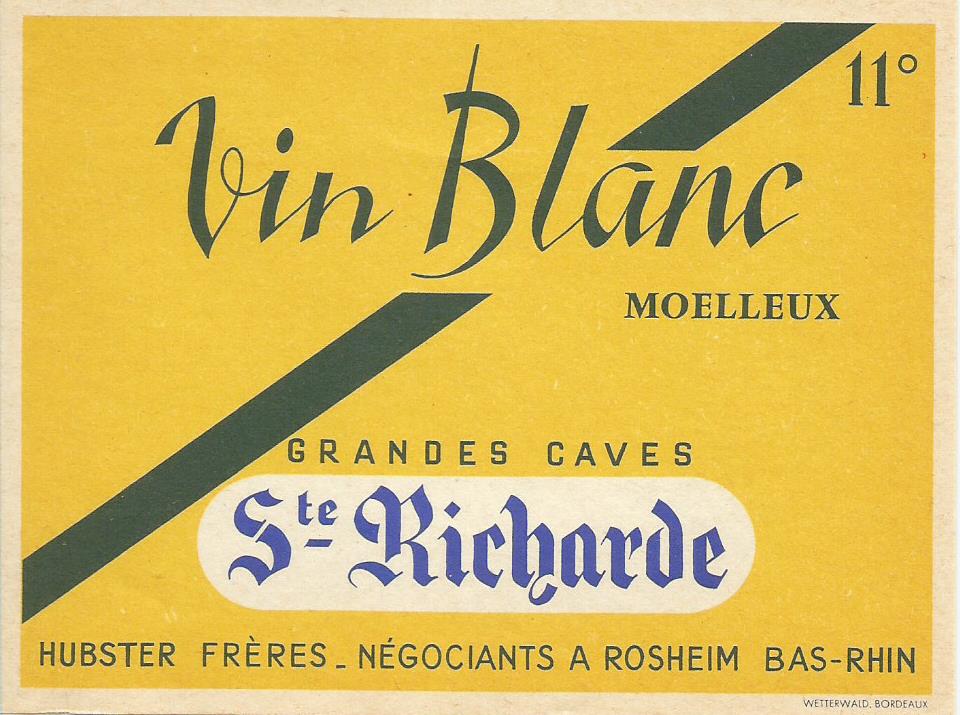 11°
Vin Blanc
MOELLEUX
GRANDES CAVES
Ste Richarde
HUBSTER FRÈRES _ NÉGOCIANTS A ROSHEIM BAS-RHIN
WETTERWALD, BORDEAUX